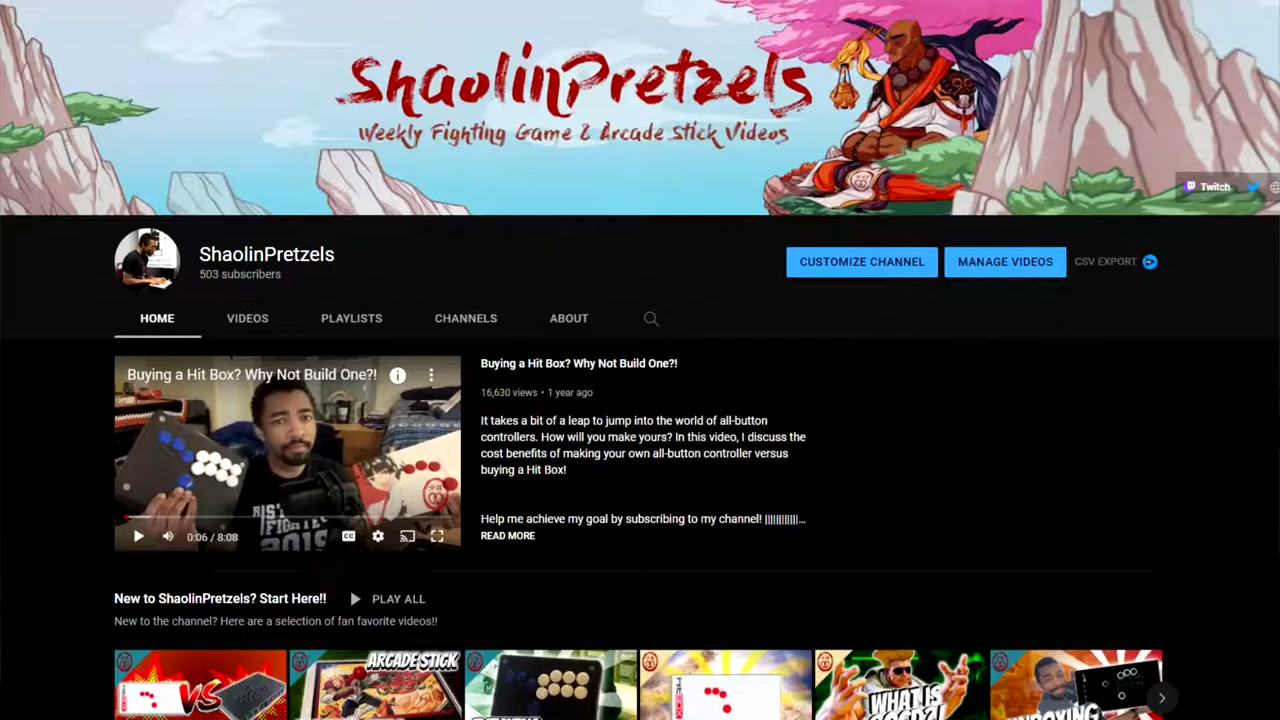 ShaolinPretzels
Weekly Fighting Game & Arcade Stick Videos
Twitch
ShaolinPretzels
503 subscribers
CUSTOMIZE CHANNEL
MANAGE VIDEOS
CSV EXPORT
HOME
VIDEOS
PLAYLISTS
CHANNELS
ABOUT
Buying a Hit Box? Why Not Build One?!
0:06 / 8:08
Buying a Hit Box? Why Not Build One?!
16,630 views • 1 year ago
It takes a bit of a leap to jump into the world of all-button
controllers. How will you make yours? In this video, I discuss the
cost benefits of making your own all-button controller versus
buying a Hit Box!
Help me achieve my goal by subscribing to my channel! ||||||||||||...
READ MORE
New to ShaolinPretzels? Start Here!!
PLAY ALL
New to the channel? Here are a selection of fan favorite videos!!
VS
ARCADE STICK
WHAT IS